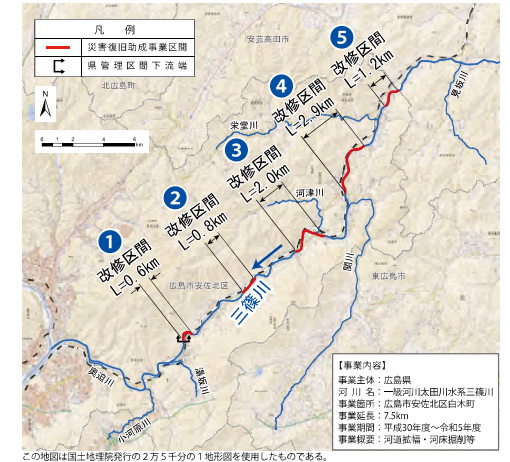 凡 例
災害復旧助成事業区間
県管理区間下流端
N
0 1 2 4 6
km
安芸高田市
北広島町
5
改修区間
L=1.2km
見坂川
4
改修区間
L=2.9km
栄堂川
3
改修区間
L=2.0km
河津川
2
改修区間
L=0.8km
関川
1
改修区間
L=0.6km
東広島市
広島市安佐北区
三篠川
奥迫川
湯坂川
小河原川
【事業内容】
事業主体：広島県
河 川 名：一級河川太田川水系三篠川
事業箇所：広島市安佐北区白木町
事業延長：7.5km
事業期間：平成30年度～令和5年度
事業概要：河道拡幅・河床掘削等
この地図は国土地理院発行の２万５千分の１地形図を使用したものである。